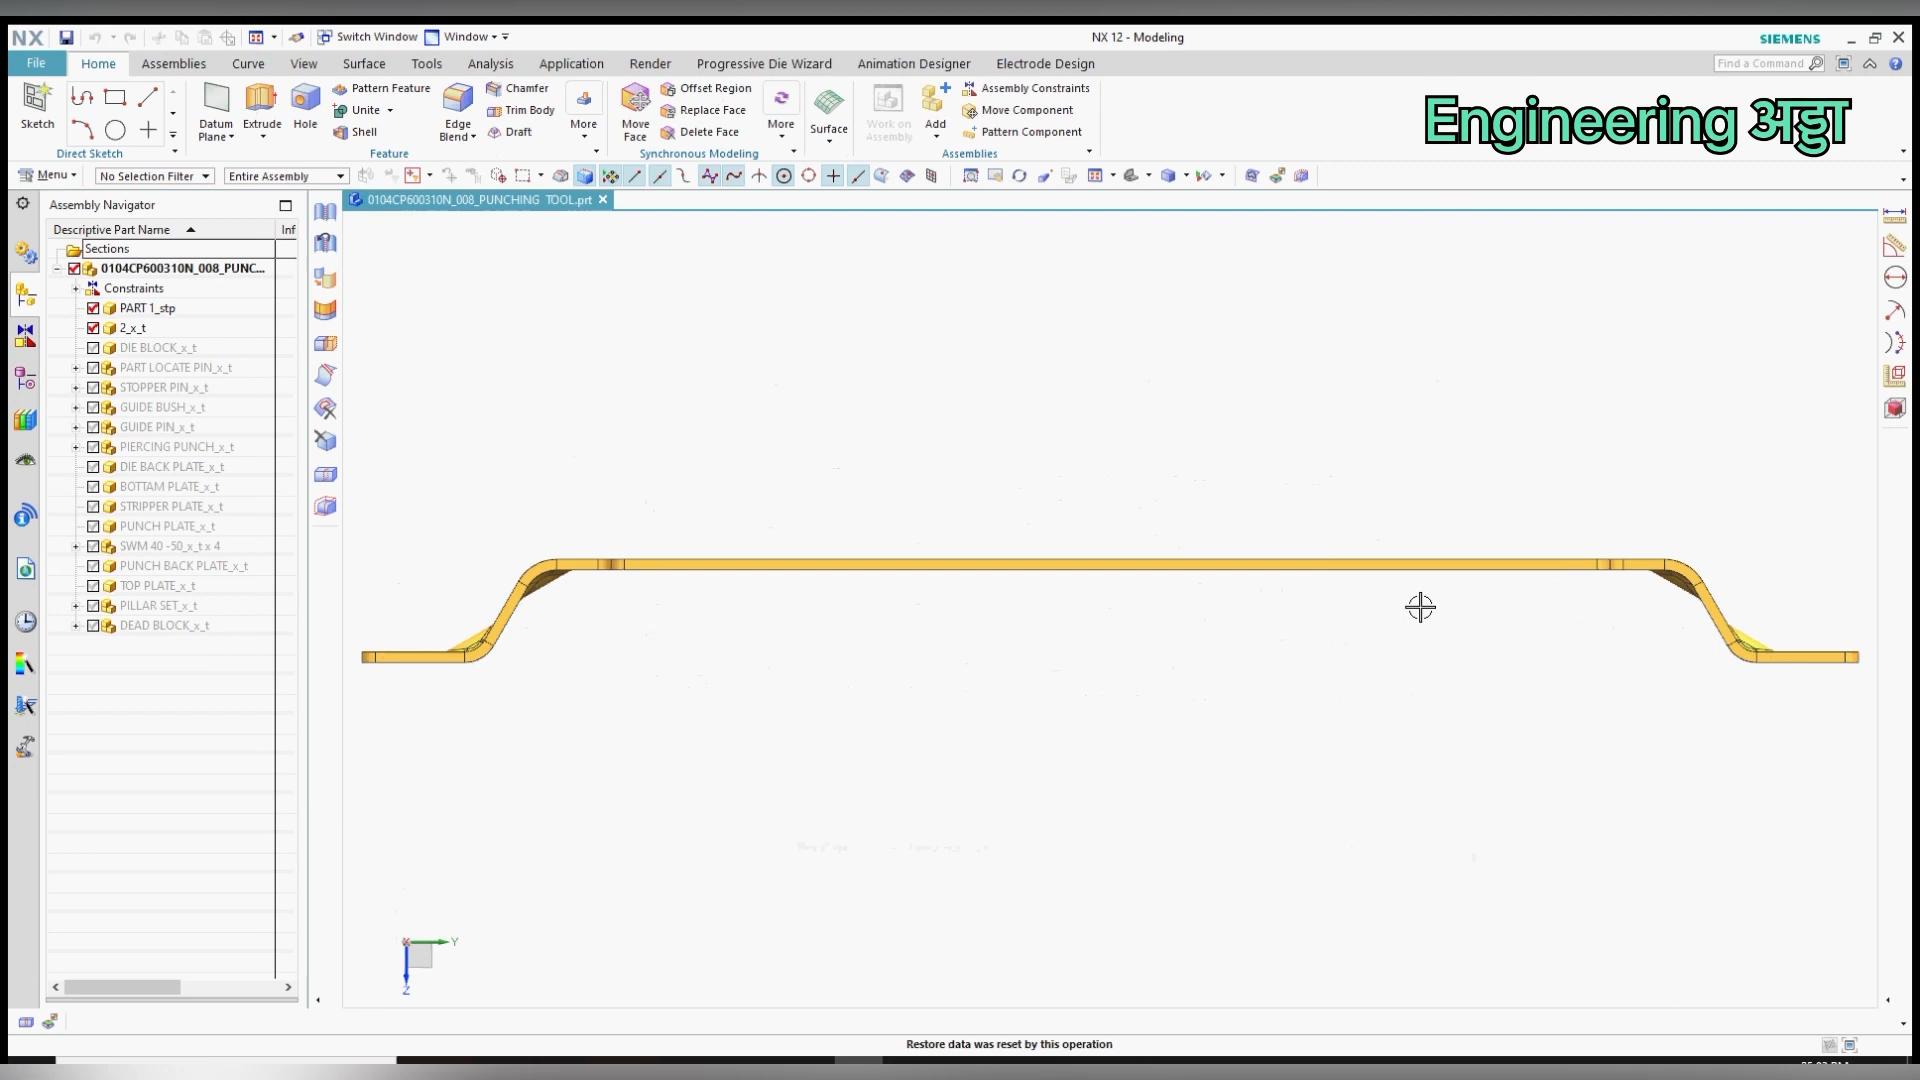 NX
Switch Window
Window
NX 12 - Modeling
SIEMENS
File
Home
Assemblies
Curve
View
Surface
Tools
Analysis
Application
Render
Progressive Die Wizard
Animation Designer
Electrode Design
Find a Command
Sketch
Direct Sketch
Datum Plane
Extrude
Hole
Pattern Feature
Unite
Shell
Edge Blend
Chamfer
Trim Body
Draft
More
Feature
Move Face
Offset Region
Replace Face
Delete Face
More
Synchronous Modeling
Surface
Work on Assembly
Add
Assembly Constraints
Move Component
Pattern Component
Assemblies
Engineering अड्डा
Menu
No Selection Filter
Entire Assembly
Assembly Navigator
0104CP600310N_008_PUNCHING TOOL.prt
Descriptive Part Name
Inf
Sections
0104CP600310N_008_PUNC...
Constraints
PART 1_stp
2_x_t
DIE BLOCK_x_t
PART LOCATE PIN_x_t
STOPPER PIN_x_t
GUIDE BUSH_x_t
GUIDE PIN_x_t
PIERCING PUNCH_x_t
DIE BACK PLATE_x_t
BOTTAM PLATE_x_t
STRIPPER PLATE_x_t
PUNCH PLATE_x_t
SWM 40 -50_x_t x 4
PUNCH BACK PLATE_x_t
TOP PLATE_x_t
PILLAR SET_x_t
DEAD BLOCK_x_t
X
Y
Z
Restore data was reset by this operation